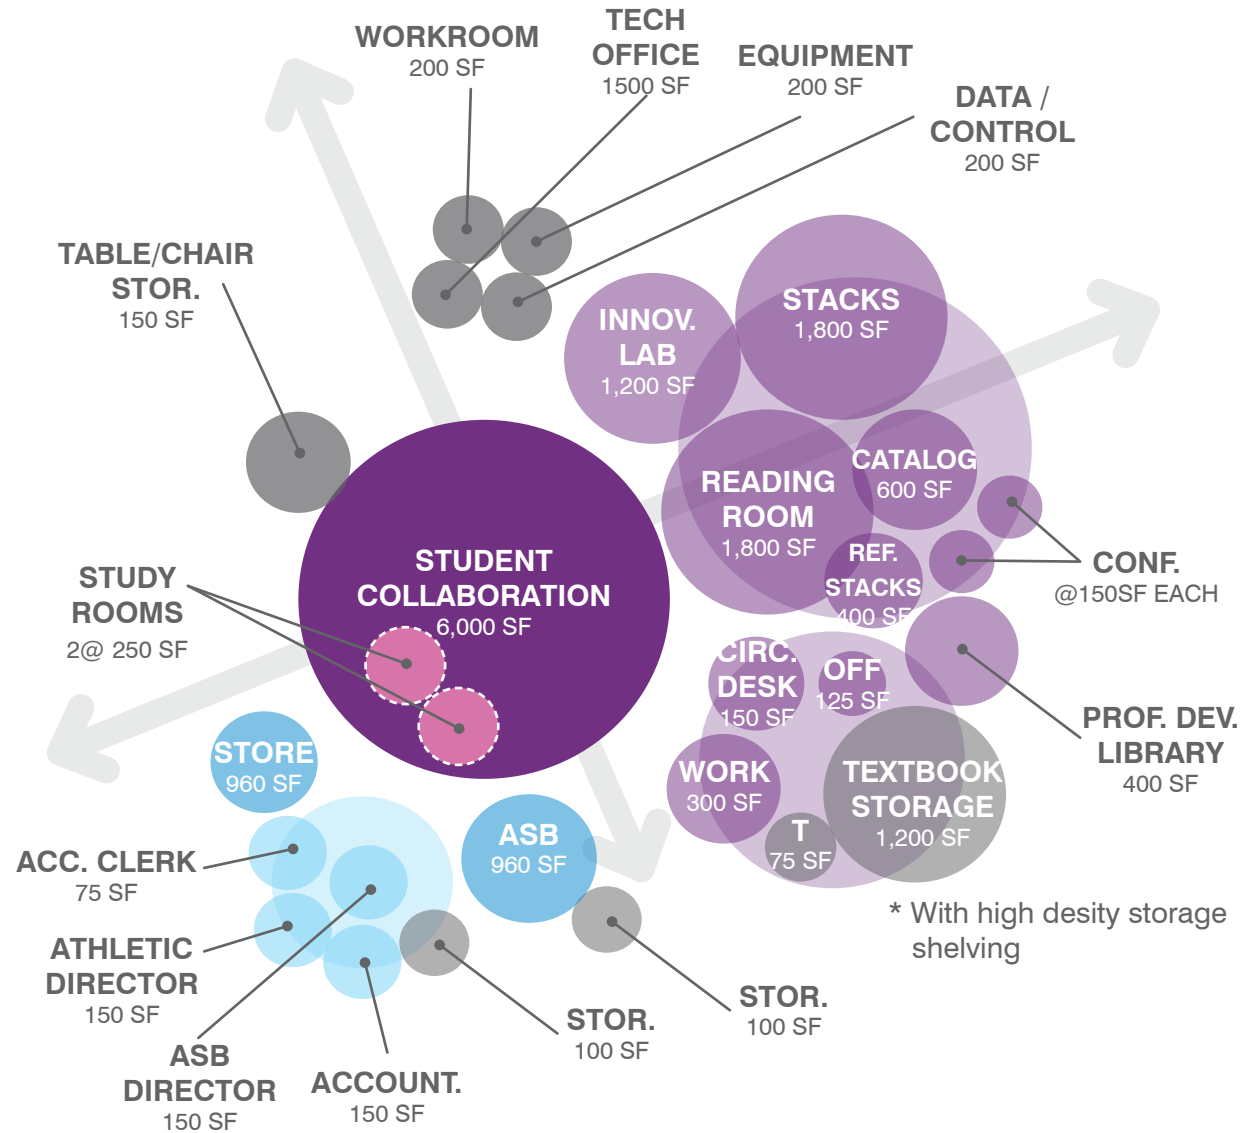 WORKROOM
200 SF
TECH
OFFICE
1500 SF
EQUIPMENT
200 SF
DATA /
CONTROL
200 SF
TABLE/CHAIR
STOR.
150 SF
INNOV.
LAB
1,200 SF
STACKS
1,800 SF
READING
ROOM
1,800 SF
CATALOG
600 SF
REF.
STACKS
400 SF
CONF.
@150SF EACH
STUDENT
COLLABORATION
6,000 SF
STUDY
ROOMS
2@ 250 SF
CIRC.
DESK
150 SF
OFF
125 SF
PROF. DEV.
LIBRARY
400 SF
WORK
300 SF
TEXTBOOK
STORAGE
1,200 SF
T
75 SF
STORE
960 SF
ASB
960 SF
ACC. CLERK
75 SF
ATHLETIC
DIRECTOR
150 SF
ASB
DIRECTOR
150 SF
ACCOUNT.
150 SF
STOR.
100 SF
STOR.
100 SF
* With high desity storage
shelving